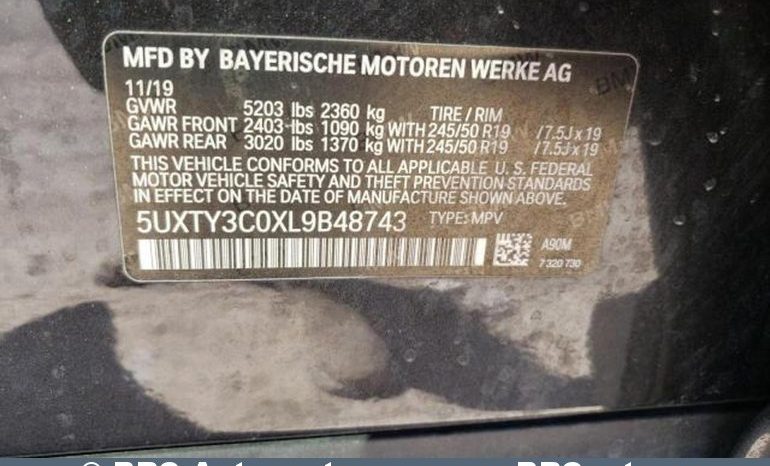 MFD BY BAYERISCHE MOTOREN WERKE AG
11/19
GVWR 5203 lbs 2360 kg TIRE / RIM
GAWR FRONT 2403 lbs 1090 kg WITH 245/50 R19 / 7.5J x 19
GAWR REAR 3020 lbs 1370 kg WITH 245/50 R19 / 7.5J x 19
THIS VEHICLE CONFORMS TO ALL APPLICABLE U. S. FEDERAL
MOTOR VEHICLE SAFETY AND THEFT PREVENTION STANDARDS
IN EFFECT ON THE DATE OF MANUFACTURE SHOWN ABOVE.
5UXTY3C0XL9B48743 TYPE: MPV
A90M
7 320 730